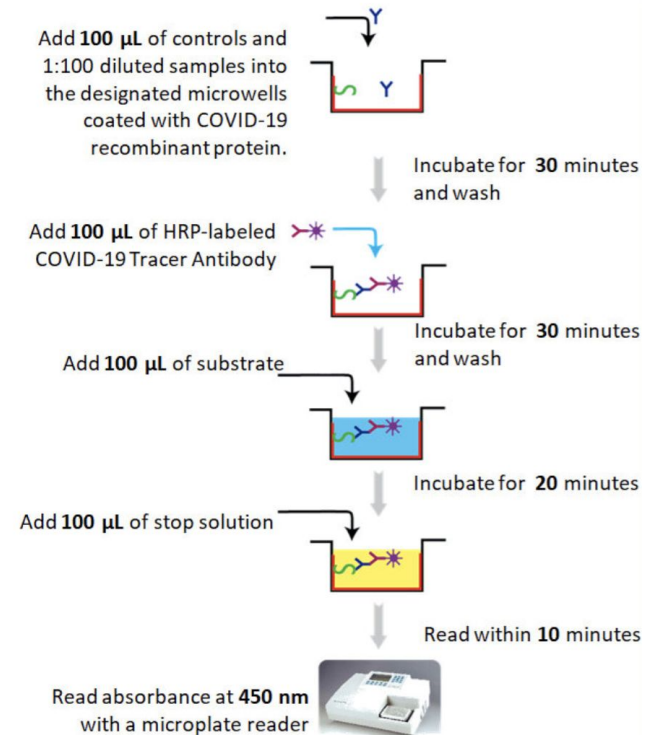 Add 100 µL of controls and
1:100 diluted samples into
the designated microwells
coated with COVID-19
recombinant protein.
Incubate for 30 minutes
and wash
Add 100 µL of HRP-labeled
COVID-19 Tracer Antibody
Incubate for 30 minutes
and wash
Add 100 µL of substrate
Incubate for 20 minutes
Add 100 µL of stop solution
Read within 10 minutes
Read absorbance at 450 nm
with a microplate reader